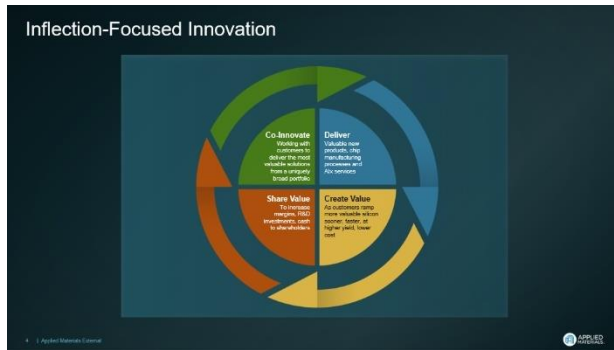 Inflection-Focused Innovation
Co-Innovate
Working with
customers to
deliver the most
valuable solutions
from a uniquely
broad portfolio
Deliver
Valuable new
products, chip
manufacturing
processes and
AIx services
Share Value
To increase
margins, R&D
investments, cash
to shareholders
Create Value
As customers ramp
more valuable silicon
sooner, faster, at
higher yield, lower
cost
4 | Applied Materials External
APPLIED
MATERIALS.